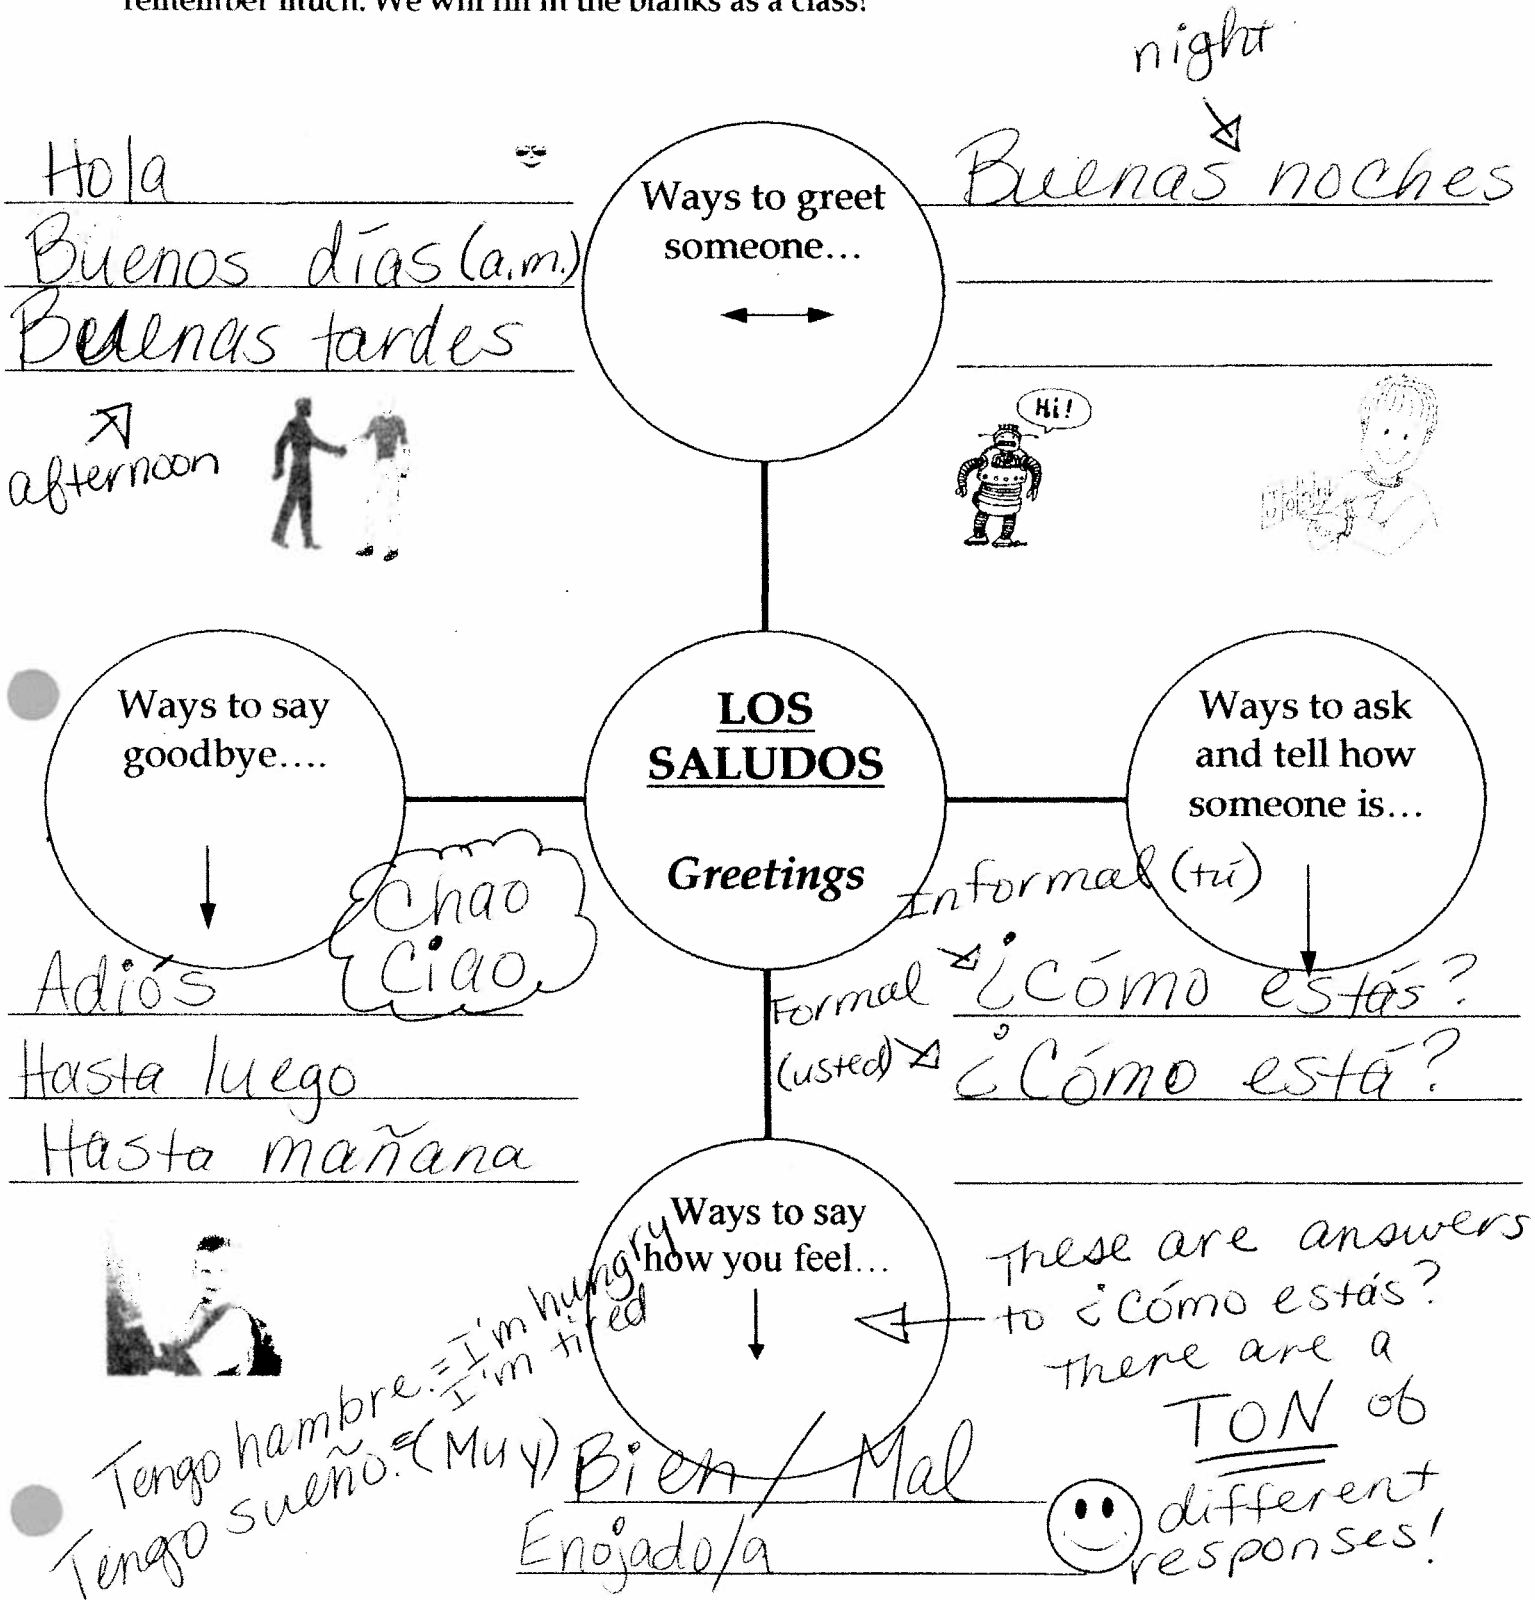 remember much. We will fill in the blanks as a class!
night
Hola
Buenos días (a.m.)
Buenas tardes
afternoon
Ways to greet
someone...
Buenas noches
Hi!
Hola
Ways to say
goodbye....
Chao
Ciao
Adiós
Hasta luego
Hasta mañana
LOS
SALUDOS
Greetings
Ways to ask
and tell how
someone is...
Informal (tú)
¿Cómo estás?
Formal
(usted)
¿Cómo está?
Ways to say
how you feel...
These are answers
to ¿Cómo estás?
There are a
TON of
different
responses!
Tengo hambre. = I'm hungry
Tengo sueño. = I'm tired
(Muy) Bien / Mal
Enojado/a